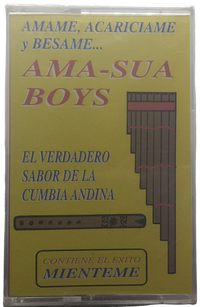 AMAME, ACARICIAME
y BESAME...
AMA-SUA
BOYS
EL VERDADERO
SABOR DE LA
CUMBIA ANDINA
CONTIENE EL EXITO
MIENTEME